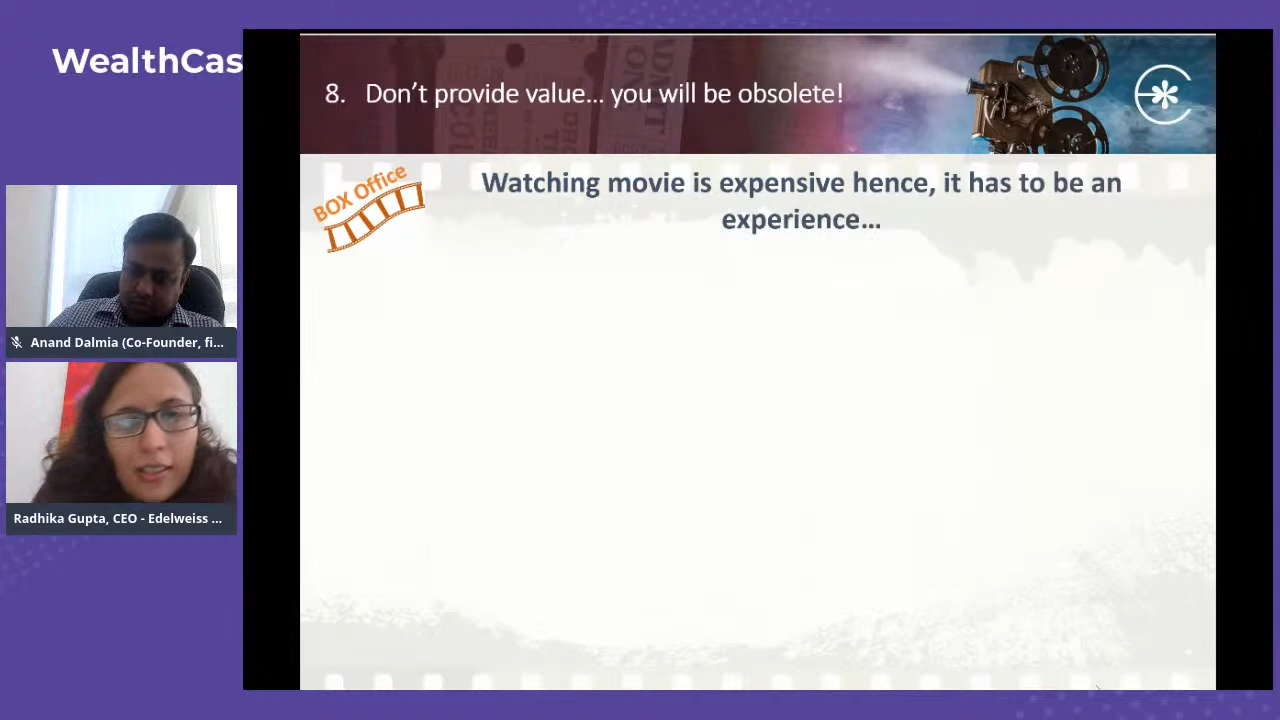 WealthCas
8. Don't provide value... you will be obsolete!
BOX Office
Watching movie is expensive hence, it has to be an
experience...
Anand Dalmia (Co-Founder, fi...
Radhika Gupta, CEO - Edelweiss ...